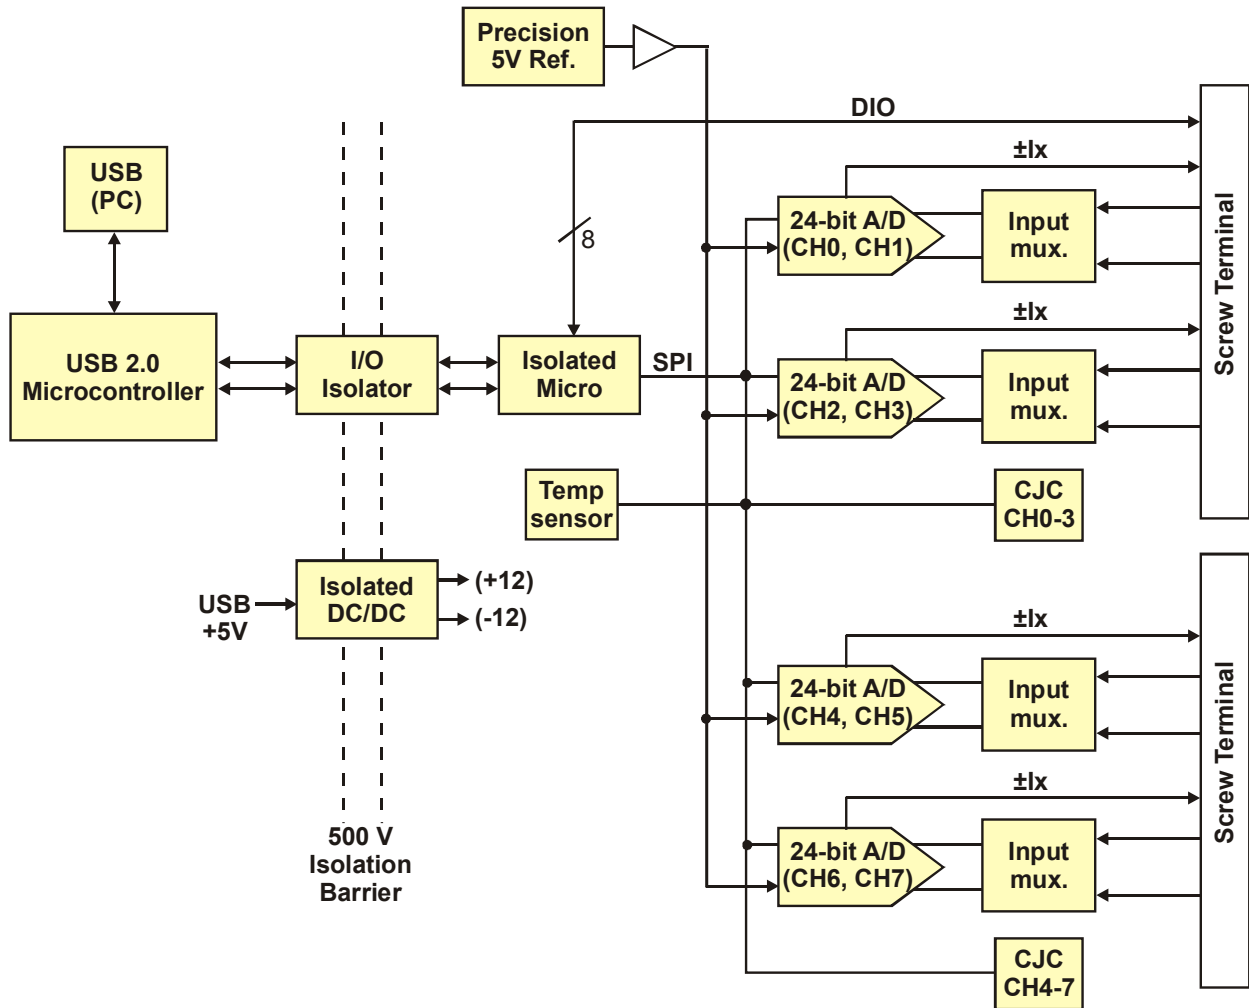 Precision
5V Ref.
DIO
±Ix
USB
(PC)
24-bit A/D
(CH0, CH1)
Input
mux.
8
Screw Terminal
±Ix
USB 2.0
Microcontroller
I/O
Isolator
Isolated
Micro
SPI
24-bit A/D
(CH2, CH3)
Input
mux.
Temp
sensor
CJC
CH0-3
Isolated
DC/DC
(+12)
(-12)
USB
+5V
±Ix
24-bit A/D
(CH4, CH5)
Input
mux.
Screw Terminal
±Ix
500 V
Isolation
Barrier
24-bit A/D
(CH6, CH7)
Input
mux.
CJC
CH4-7